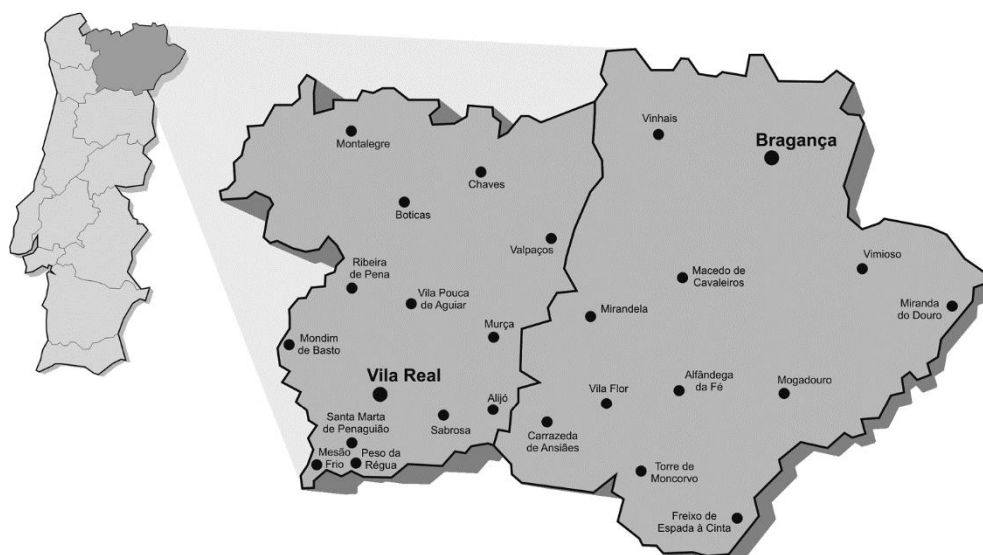 Montalegre
Chaves
Boticas
Valpaços
Ribeira
de Pena
Vila Pouca
de Aguiar
Murça
Mondim
de Basto
Vila Real
Alijó
Sabrosa
Santa Marta
de Penaguião
Mesão
Frio
Peso da
Régua
Vinhais
Bragança
Vimioso
Macedo de
Cavaleiros
Miranda
do Douro
Mirandela
Alfândega
da Fé
Mogadouro
Vila Flor
Carrazeda
de Ansiães
Torre de
Moncorvo
Freixo de
Espada à Cinta